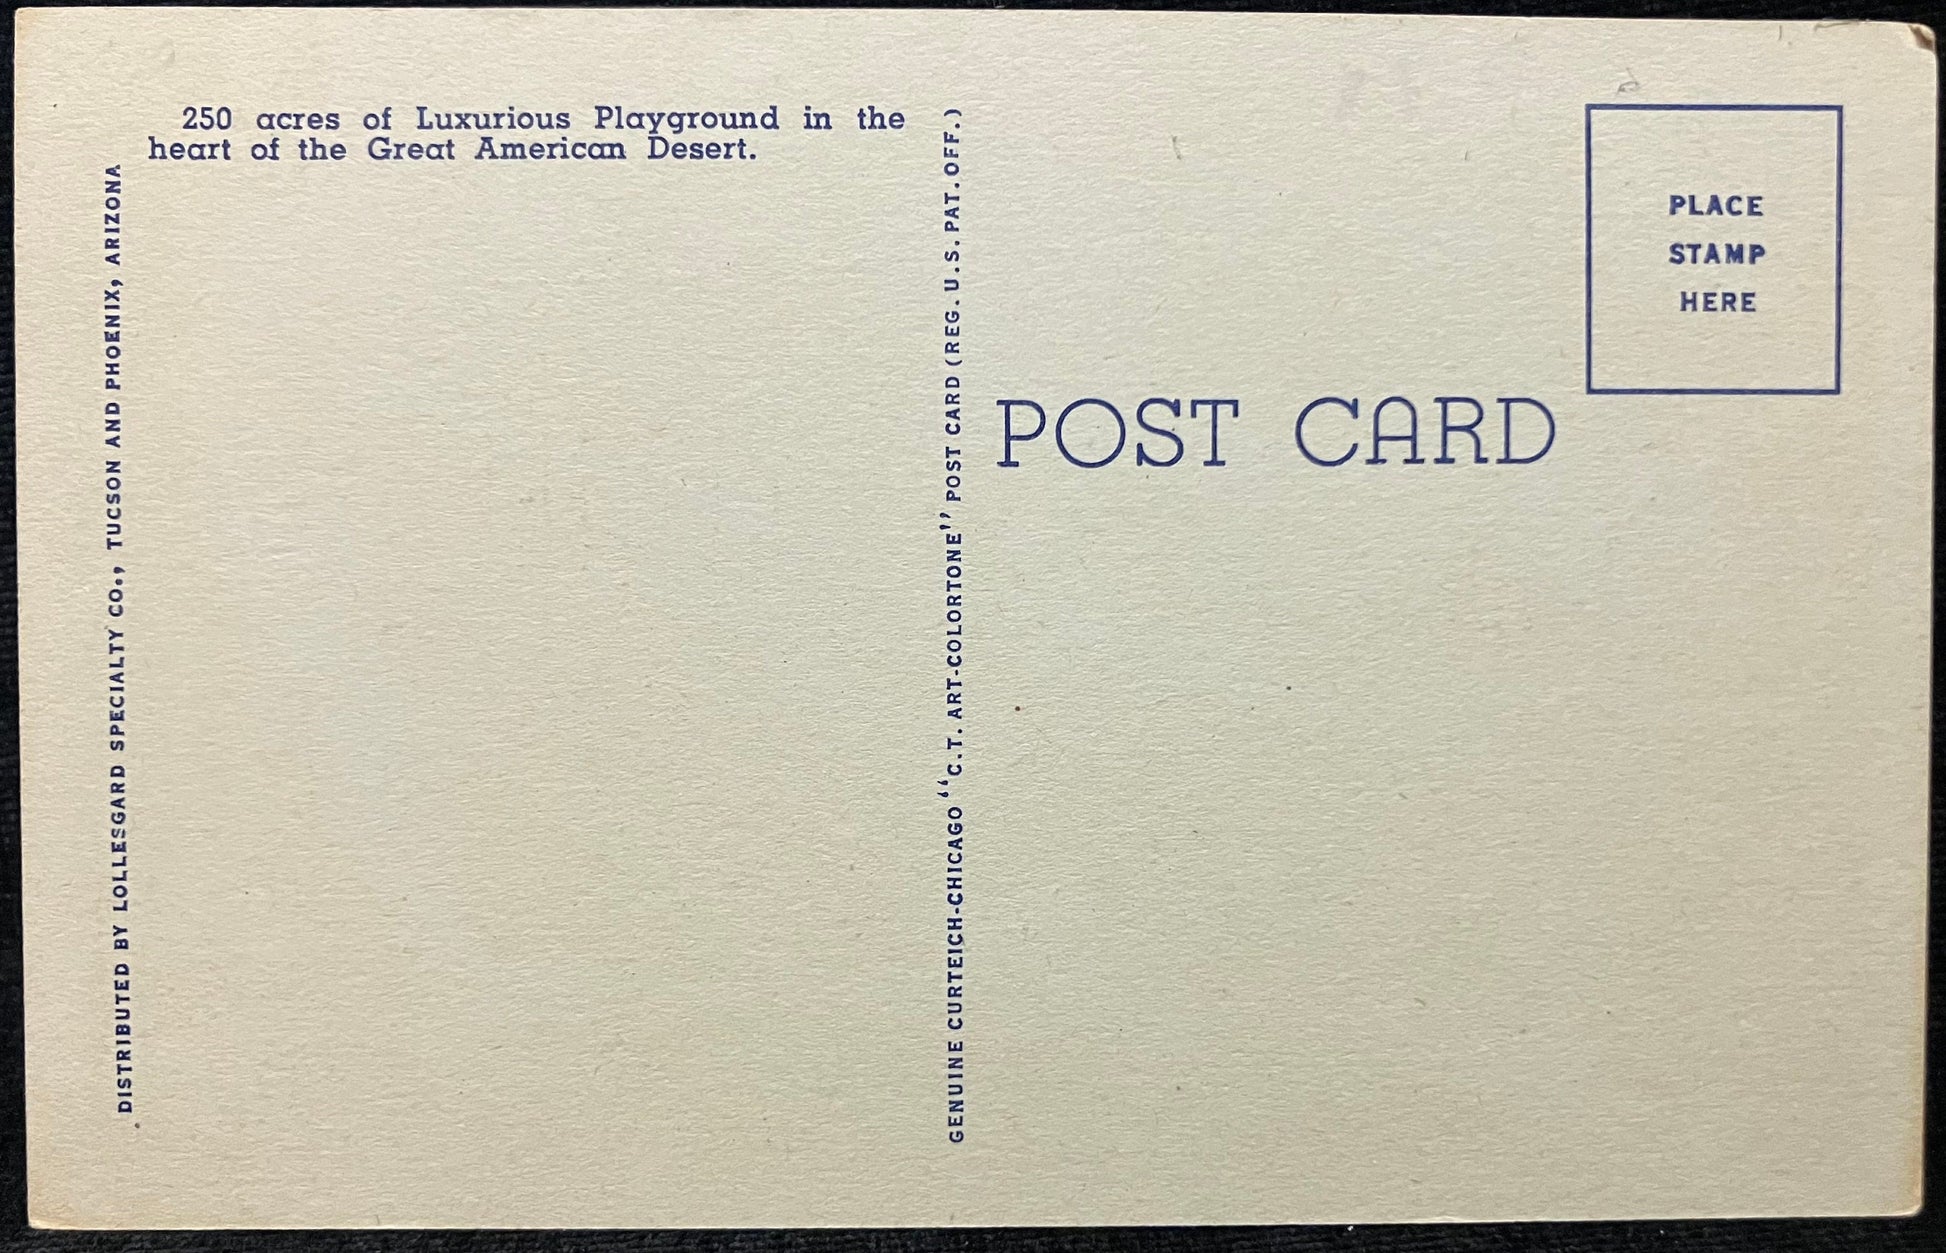 250 acres of Luxurious Playground in the
heart of the Great American Desert.
DISTRIBUTED BY LOLLESGARD SPECIALTY CO., TUCSON AND PHOENIX, ARIZONA
GENUINE CURTEICH-CHICAGO "C.T. ART-COLORTONE" POST CARD (REG. U.S. PAT. OFF.)
POST CARD
PLACE
STAMP
HERE